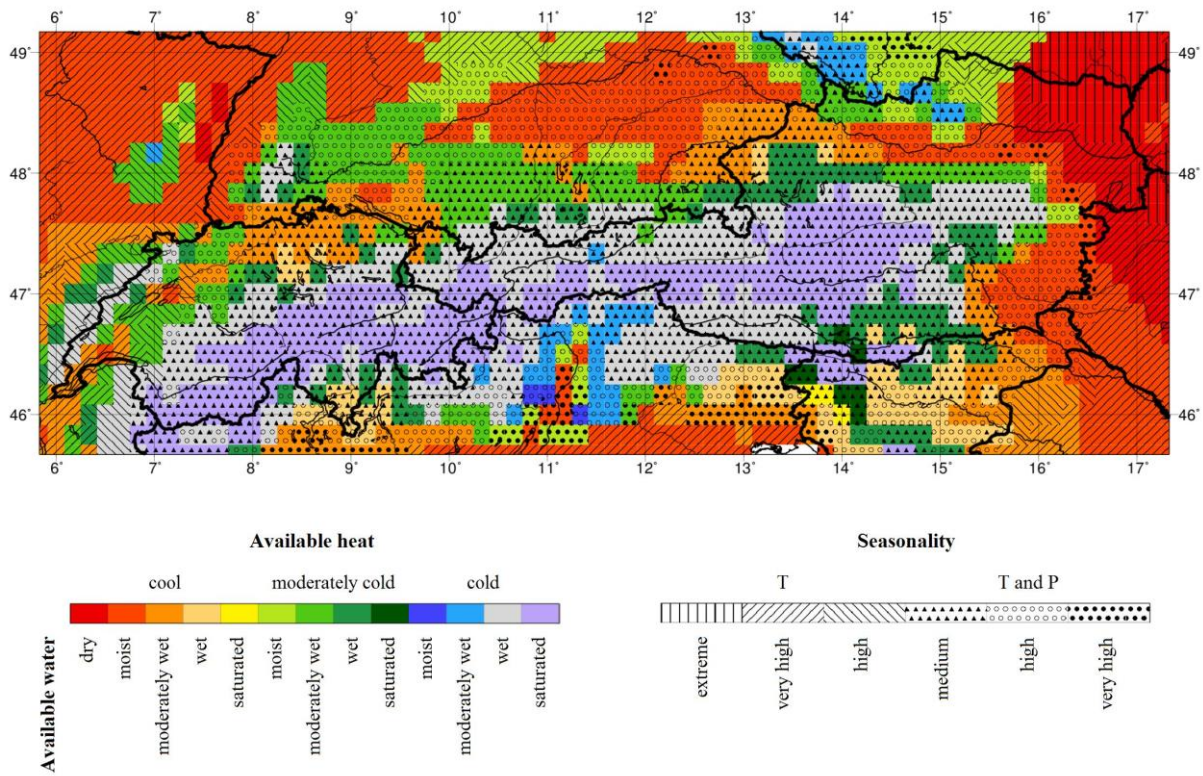 6° 7° 8° 9° 10° 11° 12° 13° 14° 15° 16° 17°
49° 49°
48° 48°
47° 47°
46° 46°
6° 7° 8° 9° 10° 11° 12° 13° 14° 15° 16° 17°
Available heat
Seasonality
cool moderately cold cold
T T and P
Available water
dry
moist
moderately wet
wet
saturated
moist
moderately wet
wet
saturated
moist
moderately wet
wet
saturated
extreme
very high
high
medium
high
very high